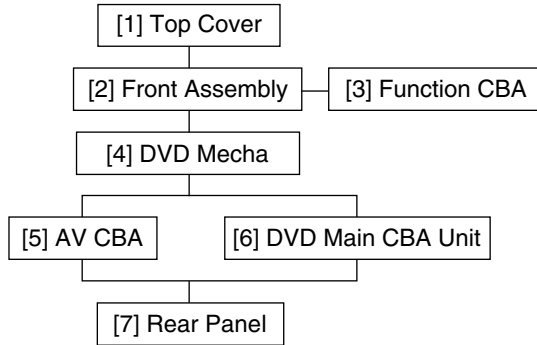 [1] Top Cover
[2] Front Assembly
[3] Function CBA
[4] DVD Mecha
[5] AV CBA
[6] DVD Main CBA Unit
[7] Rear Panel